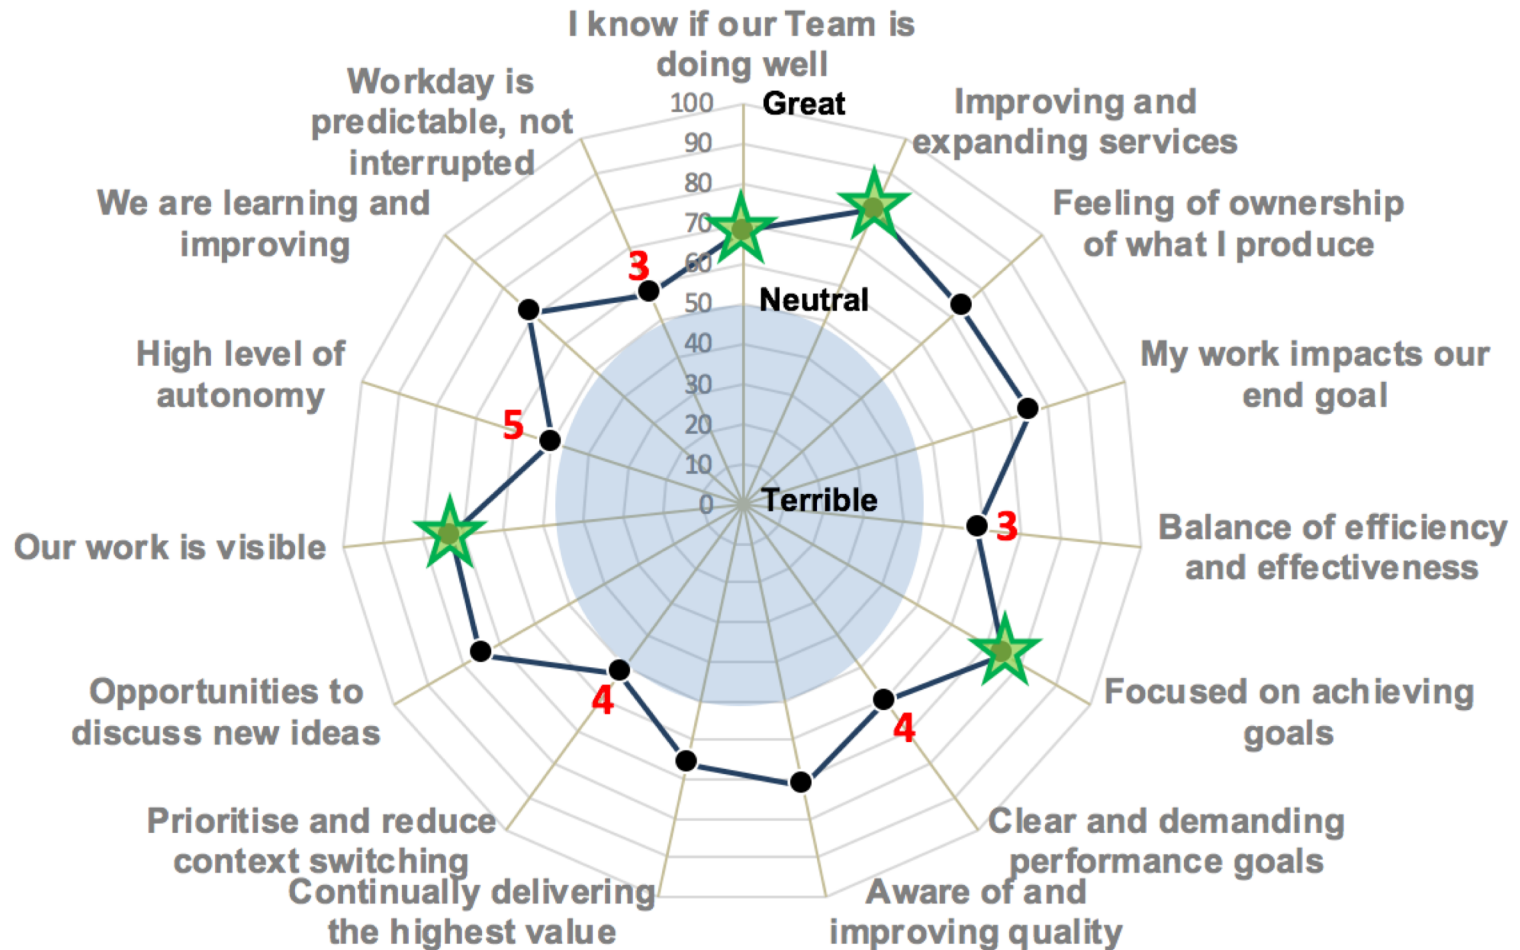 I know if our Team is
doing well
Great
Improving and
expanding services
Feeling of ownership
of what I produce
My work impacts our
end goal
Balance of efficiency
and effectiveness
Focused on achieving
goals
Clear and demanding
performance goals
Aware of and
improving quality
Continually delivering
the highest value
Prioritise and reduce
context switching
Opportunities to
discuss new ideas
Our work is visible
High level of
autonomy
We are learning and
improving
Workday is
predictable, not
interrupted
100
90
80
70
60
50
40
30
20
10
0
Neutral
Terrible
3
3
4
4
5